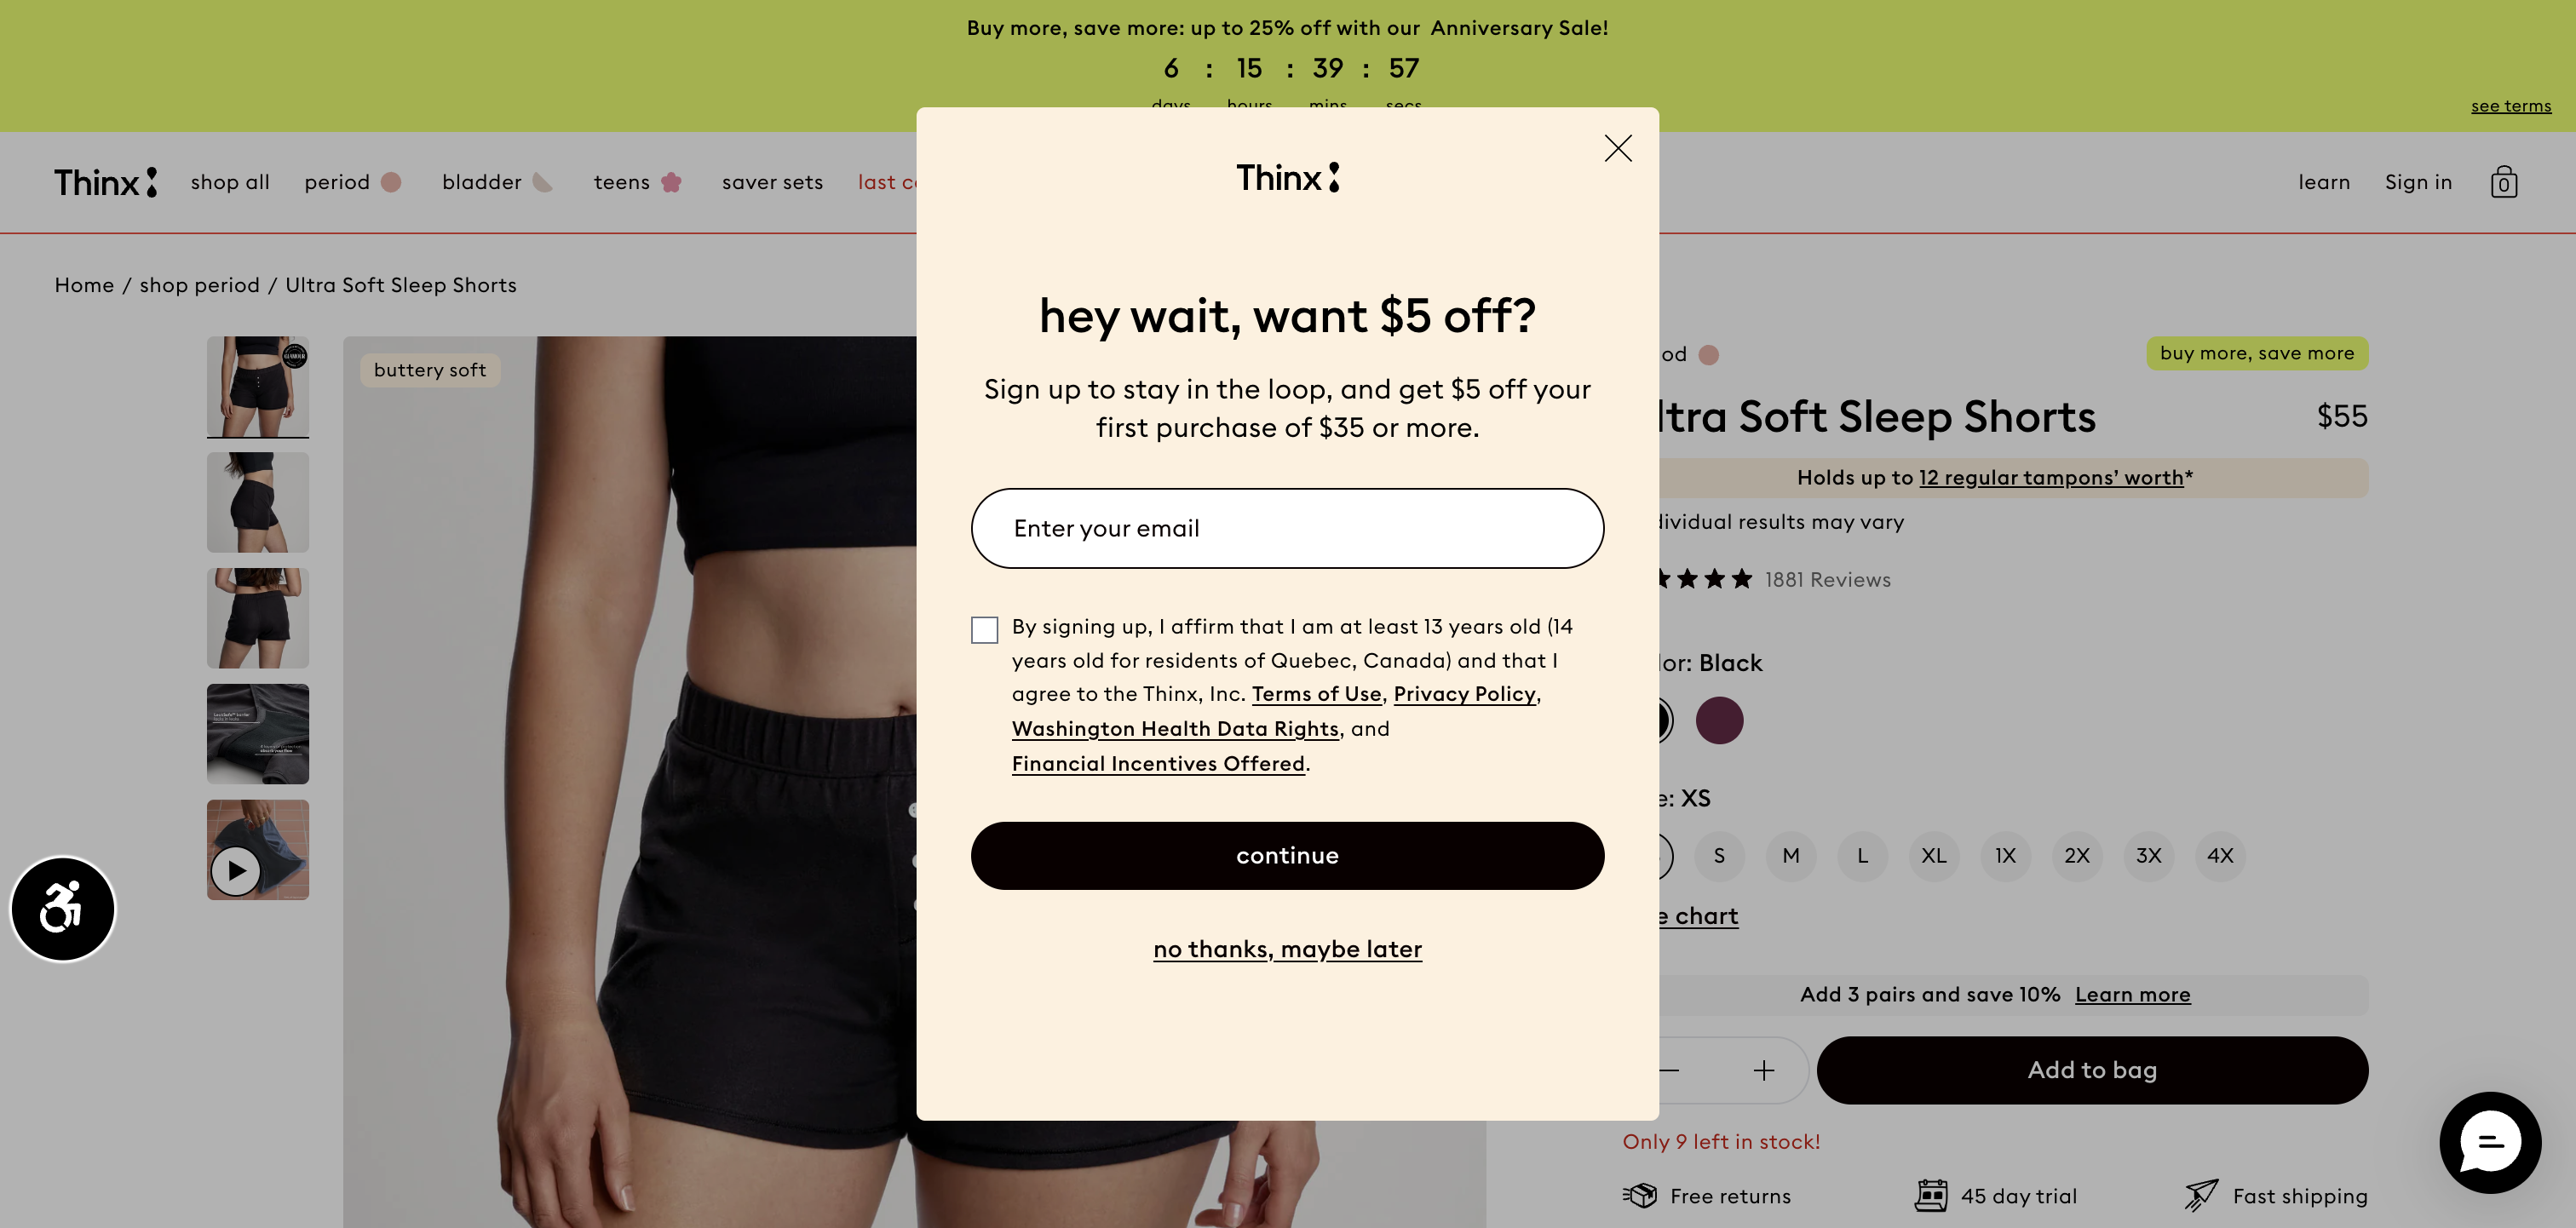 Buy more, save more: up to 25% off with our Anniversary Sale!
6 : 15 : 39 : 57
days hours mins secs
see terms
Thinx
shop all
period
bladder
teens
saver sets
last
learn
Sign in
0
Home / shop period / Ultra Soft Sleep Shorts
buttery soft
Thinx
hey wait, want $5 off?
Sign up to stay in the loop, and get $5 off your
first purchase of $35 or more.
Enter your email
By signing up, I affirm that I am at least 13 years old (14
years old for residents of Quebec, Canada) and that I
agree to the Thinx, Inc. Terms of Use, Privacy Policy,
Washington Health Data Rights, and
Financial Incentives Offered.
continue
no thanks, maybe later
buy more, save more
Soft Sleep Shorts
$55
Holds up to 12 regular tampons’ worth*
results may vary
1881 Reviews
Black
XS
S M L XL 1X 2X 3X 4X
chart
Add 3 pairs and save 10% Learn more
Add to bag
Only 9 left in stock!
Free returns
45 day trial
Fast shipping